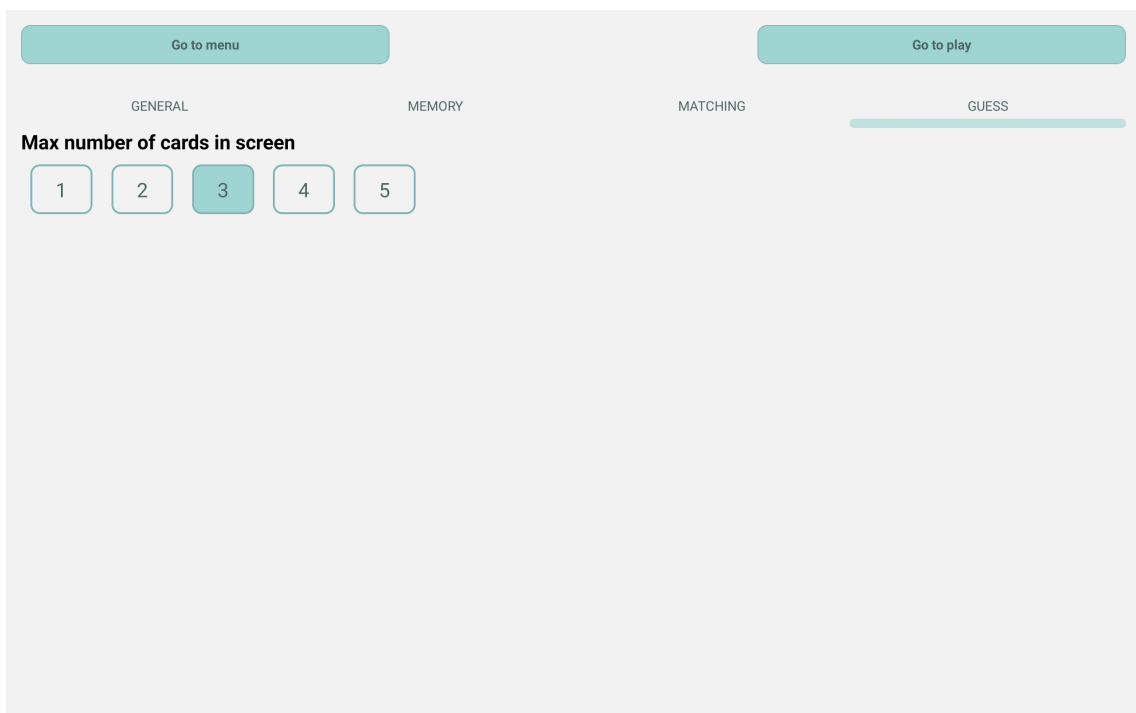 Go to menu
Go to play
GENERAL MEMORY MATCHING GUESS
Max number of cards in screen
1 2 3 4 5